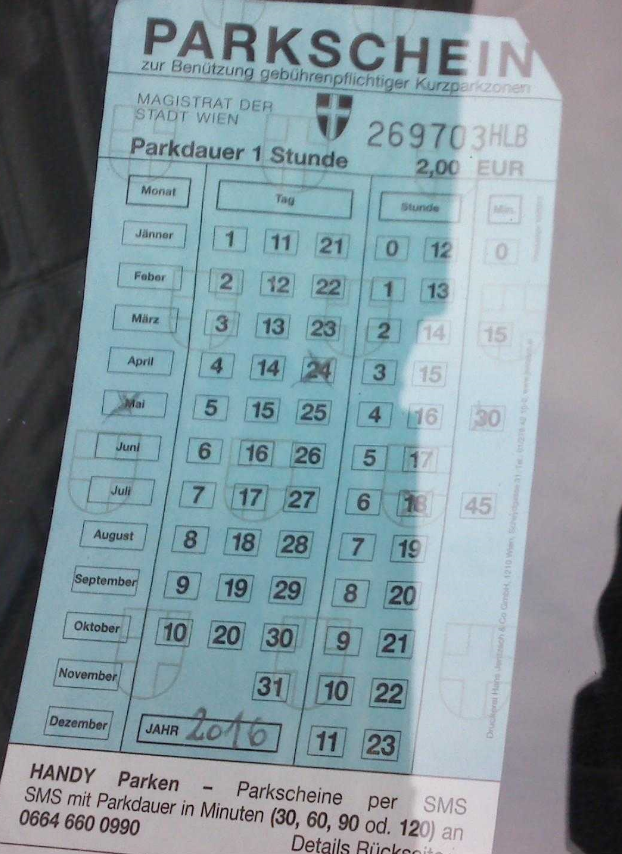 PARKSCHEIN
zur Benützung gebührenpflichtiger Kurzparkzonen
MAGISTRAT DER
STADT WIEN
269703HLB
Parkdauer 1 Stunde
2,00 EUR
Monat Tag Stunde Min.
Jänner 1 11 21 0 12 0
Feber 2 12 22 1 13
März 3 13 23 2 14 15
April 4 14 24 3 15
Mai 5 15 25 4 16 30
Juni 6 16 26 5 17
Juli 7 17 27 6 18 45
August 8 18 28 7 19
September 9 19 29 8 20
Oktober 10 20 30 9 21
November 31 10 22
Dezember JAHR 2016 11 23
HANDY Parken – Parkscheine per SMS
SMS mit Parkdauer in Minuten (30, 60, 90 od. 120) an
0664 660 0990
Details